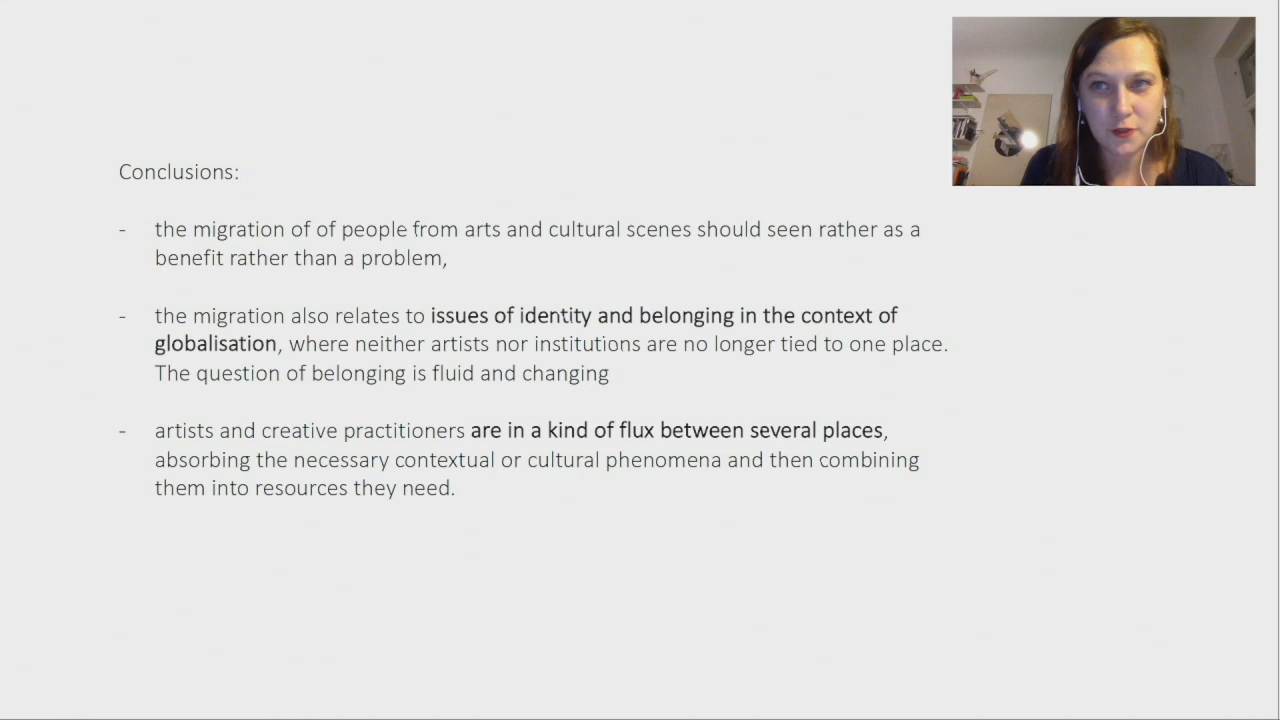 Conclusions:
- the migration of of people from arts and cultural scenes should seen rather as a
benefit rather than a problem,
- the migration also relates to issues of identity and belonging in the context of
globalisation, where neither artists nor institutions are no longer tied to one place.
The question of belonging is fluid and changing
- artists and creative practitioners are in a kind of flux between several places,
absorbing the necessary contextual or cultural phenomena and then combining
them into resources they need.